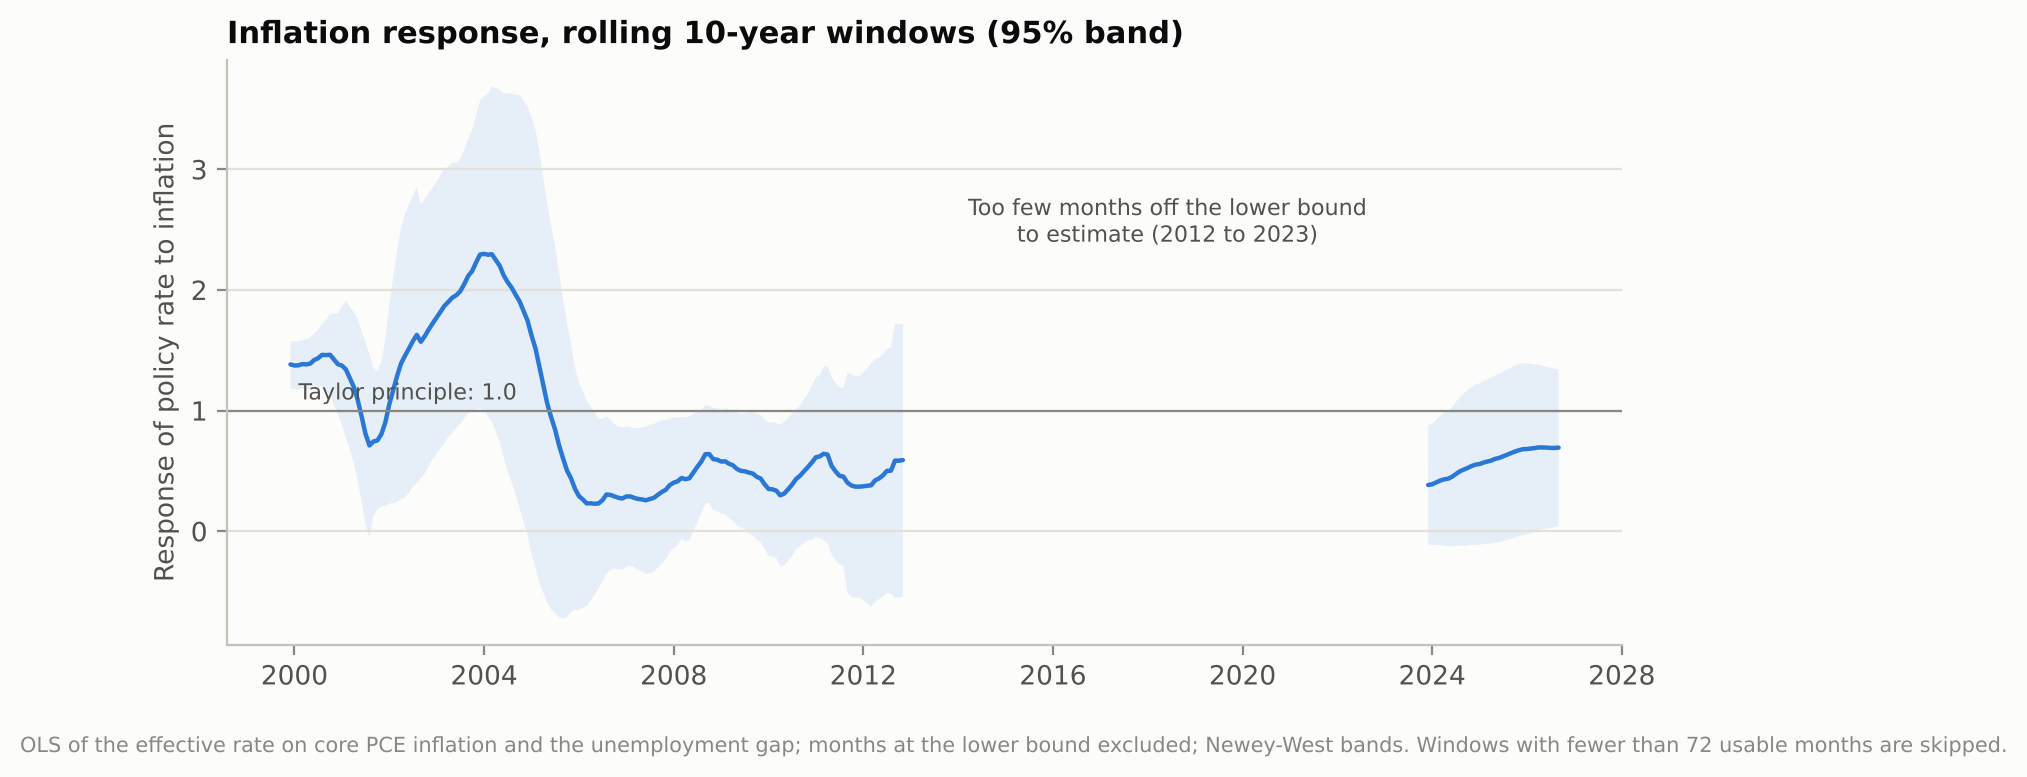 Inflation response, rolling 10-year windows (95% band)
Response of policy rate to inflation
3
2
1
0
Too few months off the lower bound
to estimate (2012 to 2023)
Taylor principle: 1.0
2000 2004 2008 2012 2016 2020 2024 2028
OLS of the effective rate on core PCE inflation and the unemployment gap; months at the lower bound excluded; Newey-West bands. Windows with fewer than 72 usable months are skipped.